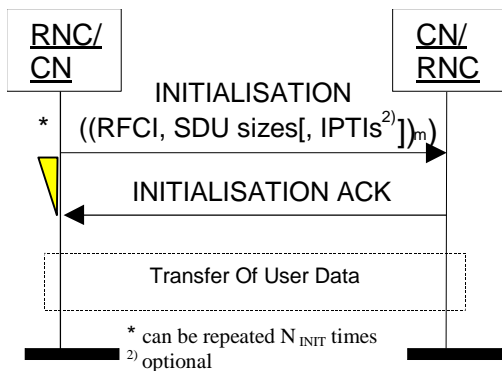 RNC/
CN
CN/
RNC
INITIALISATION
* ((RFCI, SDU sizes[, IPTIs2)])m)
INITIALISATION ACK
Transfer Of User Data
* can be repeated N INIT times
2) optional